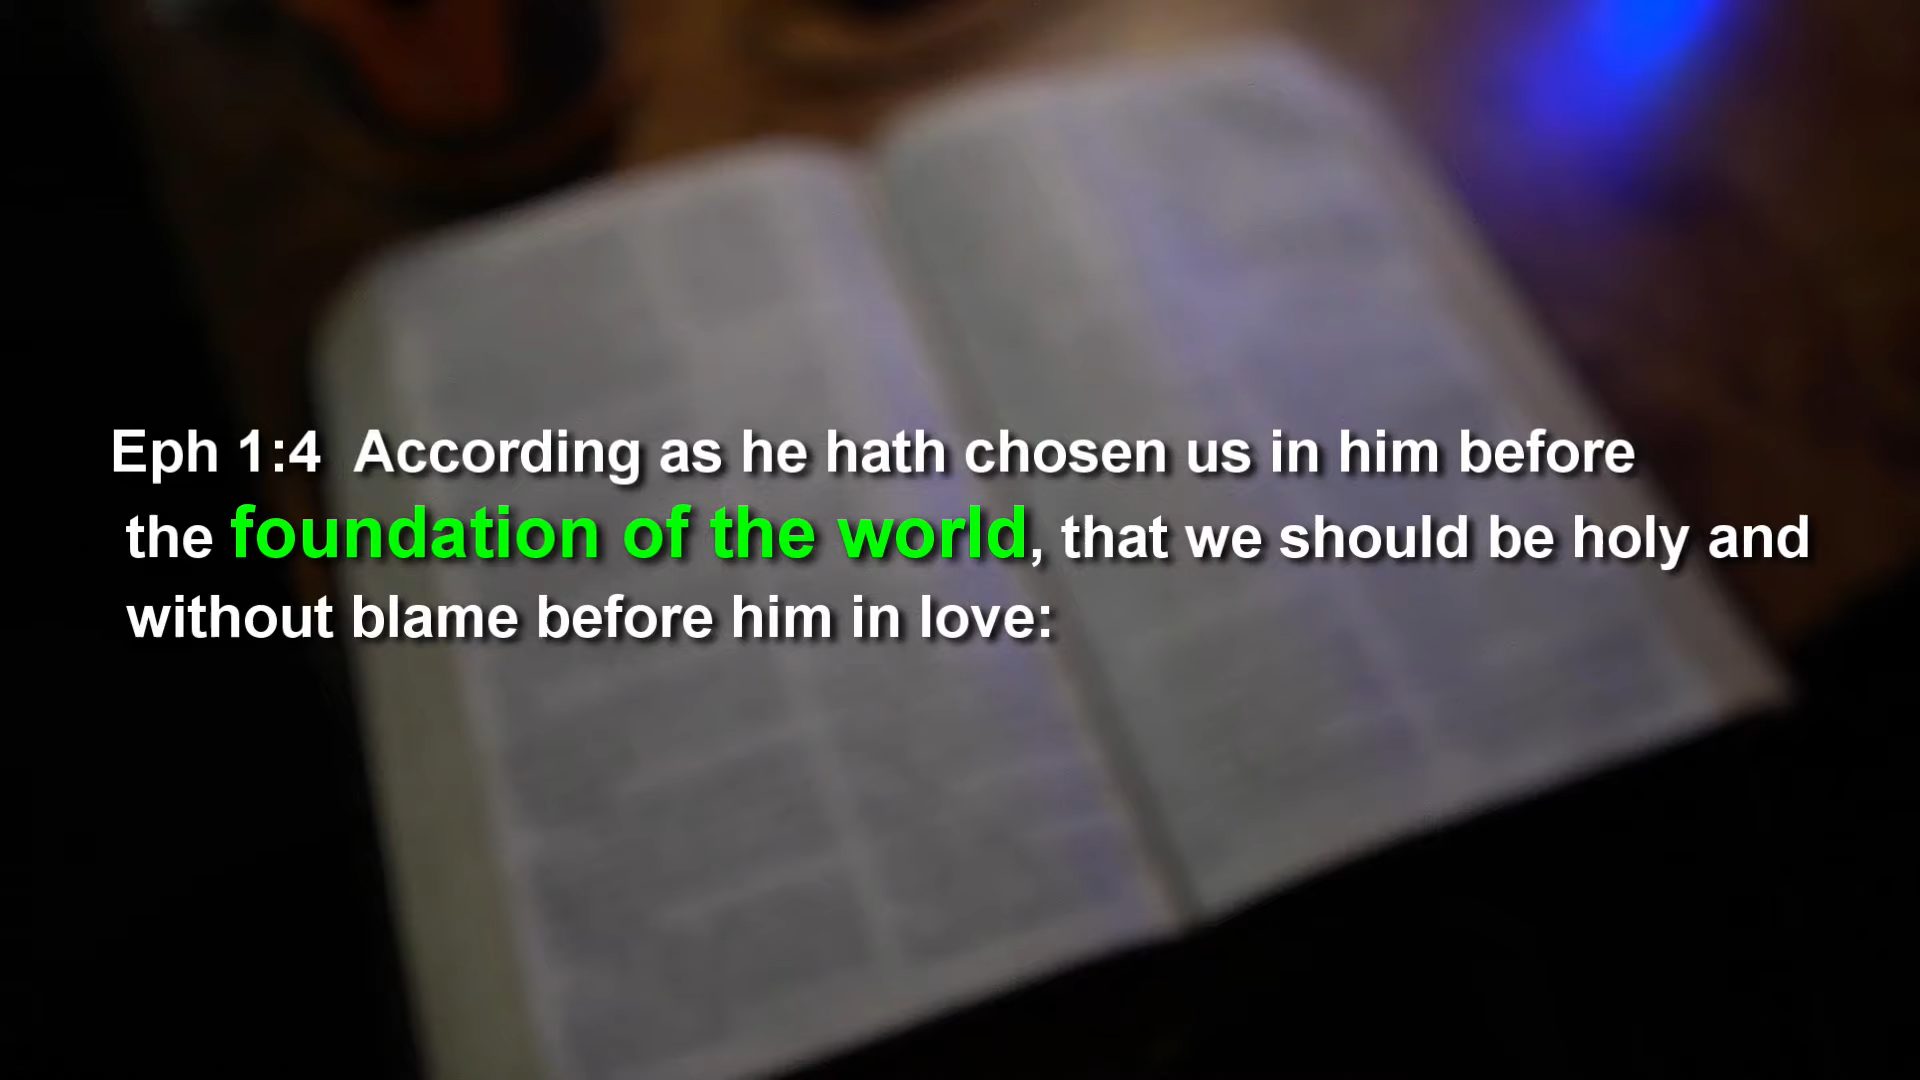 Eph 1:4  According as he hath chosen us in him before
the foundation of the world, that we should be holy and
without blame before him in love: